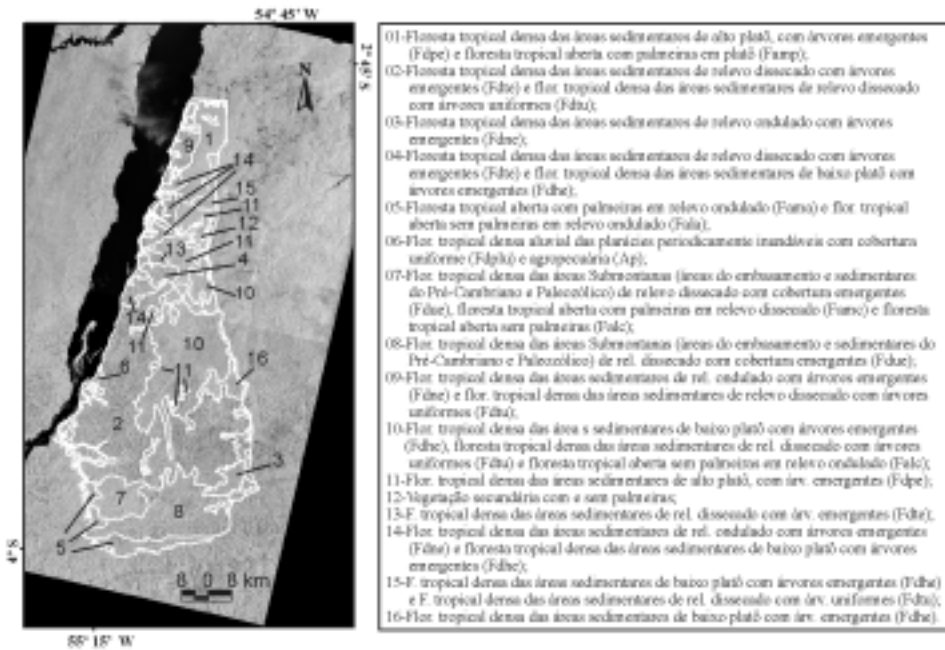 54° 45' W
2° 45' S
N
9
1
14
15
11
12
13
11
4
10
14
11
10
16
11
6
2
3
7
8
5
8 0 8 km
4° S
55° 15' W
01-Floresta tropical densa das áreas sedimentares de alto platô, com árvores emergentes
(Fdpe) e floresta tropical aberta com palmeiras em platô (Famp);
02-Floresta tropical densa das áreas sedimentares de relevo dissecado com árvores
emergentes (Fdte) e flor. tropical densa das áreas sedimentares de relevo dissecado
com árvores uniformes (Fdtu);
03-Floresta tropical densa das áreas sedimentares de relevo ondulado com árvores
emergentes (Fdne);
04-Floresta tropical densa das áreas sedimentares de relevo dissecado com árvores
emergentes (Fdte) e flor. tropical densa das áreas sedimentares de baixo platô com
árvores emergentes (Fdhe);
05-Floresta tropical aberta com palmeiras em relevo ondulado (Fama) e flor. tropical
aberta sem palmeiras em relevo ondulado (Fala);
06-Flor. tropical densa aluvial das planícies periodicamente inundáveis com cobertura
uniforme (Fdplu) e agropecuária (Ap);
07-Flor. tropical densa das áreas Submontanas (áreas do embasamento e sedimentares
do Pré-Cambriano e Paleozólico) de relevo dissecado com cobertura emergentes
(Fdue), floresta tropical aberta com palmeiras em relevo dissecado (Famc) e floresta
tropical aberta sem palmeiras (Falc);
08-Flor. tropical densa das áreas Submontanas (áreas do embasamento e sedimentares do
Pré-Cambriano e Paleozólico) de rel. dissecado com cobertura emergentes (Fdue);
09-Flor. tropical densa das áreas sedimentares de rel. ondulado com árvores emergentes
(Fdne) e flor. tropical densa das áreas sedimentares de relevo dissecado com árvores
uniformes (Fdtu);
10-Flor. tropical densa das área s sedimentares de baixo platô com árvores emergentes
(Fdhe), floresta tropical densa das áreas sedimentares de rel. dissecado com árvores
uniformes (Fdtu) e floresta tropical aberta sem palmeiras em relevo ondulado (Falc);
11-Flor. tropical densa das áreas sedimentares de alto platô, com árv. emergentes (Fdpe);
12-Vegetação secundária com e sem palmeiras;
13-F. tropical densa das áreas sedimentares de rel. dissecado com árv. emergentes (Fdte);
14-Flor. tropical densa das áreas sedimentares de rel. ondulado com árvores emergentes
(Fdne) e floresta tropical densa das áreas sedimentares de baixo platô com árvores
emergentes (Fdhe);
15-F. tropical densa das áreas sedimentares de baixo platô com árvores emergentes (Fdhe)
e F. tropical densa das áreas sedimentares de rel. dissecado com árv. uniformes (Fdtu);
16-Flor. tropical densa das áreas sedimentares de baixo platô com árv. emergentes (Fdhe).